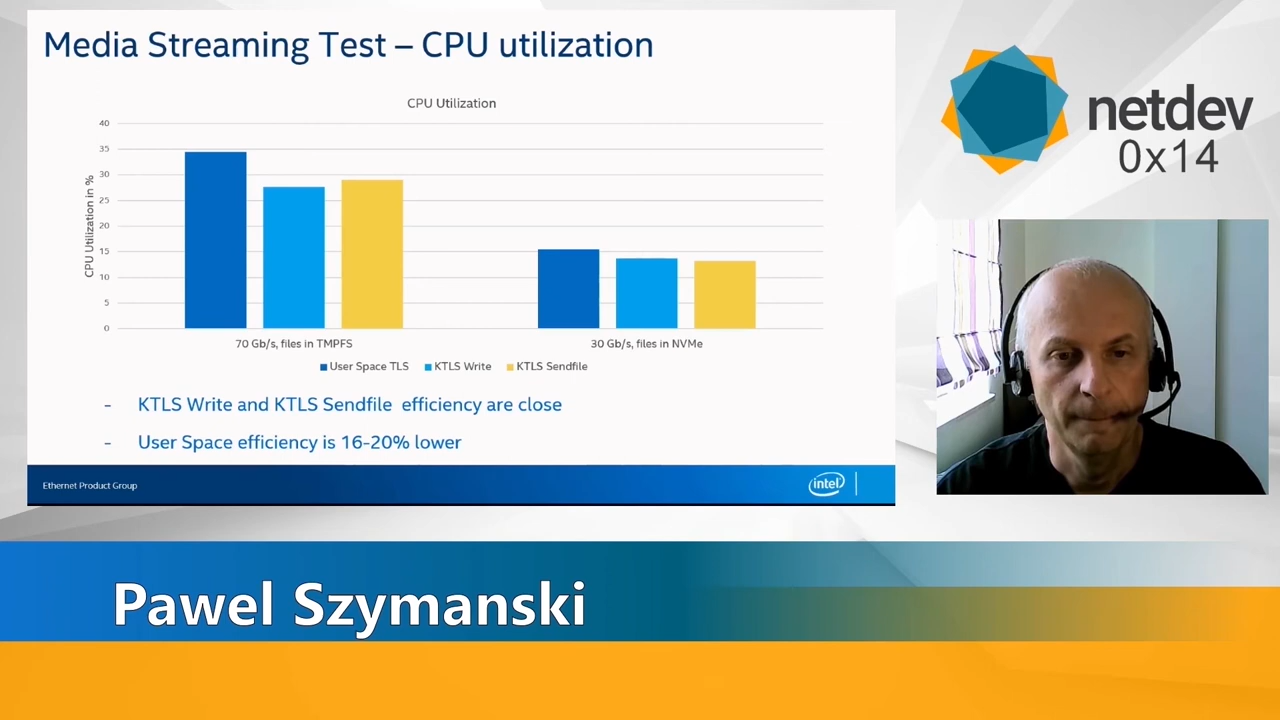 Media Streaming Test – CPU utilization
CPU Utilization
CPU Utilization in %
40
35
30
25
20
15
10
5
0
70 Gb/s, files in TMPFS
30 Gb/s, files in NVMe
User Space TLS
KTLS Write
KTLS Sendfile
- KTLS Write and KTLS Sendfile efficiency are close
- User Space efficiency is 16-20% lower
Ethernet Product Group
intel
netdev
0x14
Pawel Szymanski